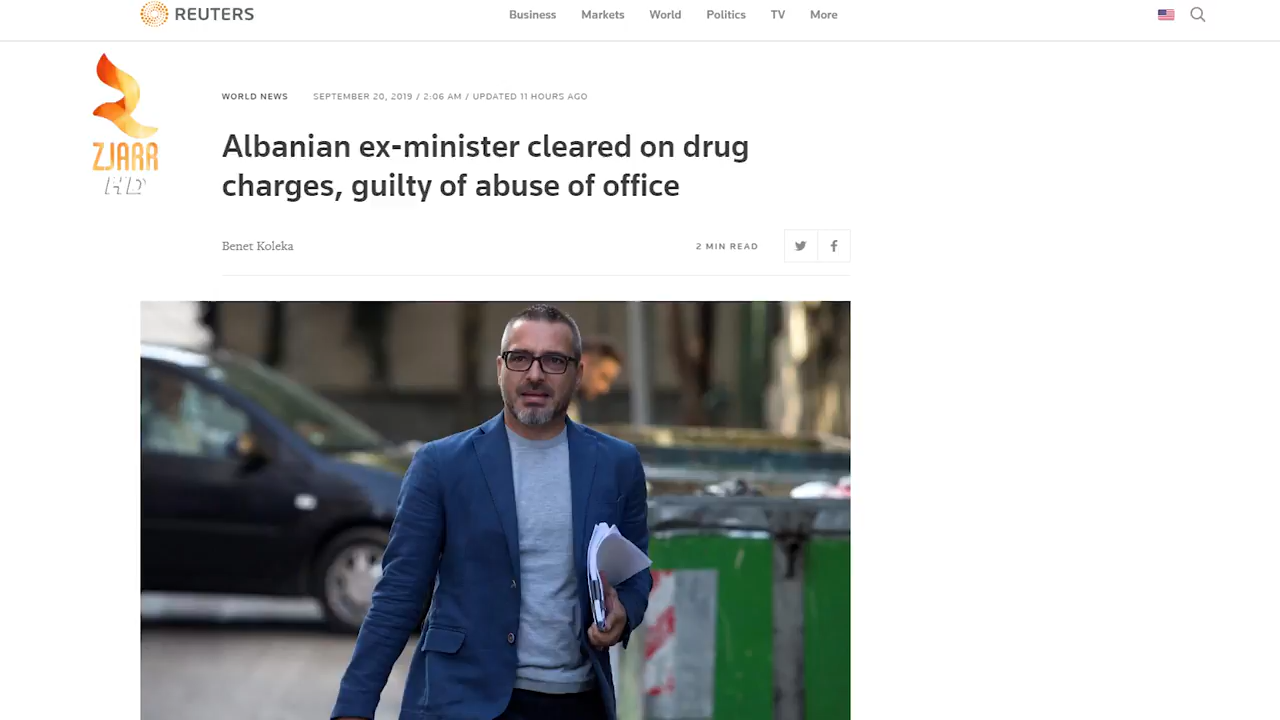 REUTERS
Business Markets World Politics TV More
ZJARR
HD
WORLD NEWS SEPTEMBER 20, 2019 / 2:06 AM / UPDATED 11 HOURS AGO
Albanian ex-minister cleared on drug
charges, guilty of abuse of office
Benet Koleka
2 MIN READ